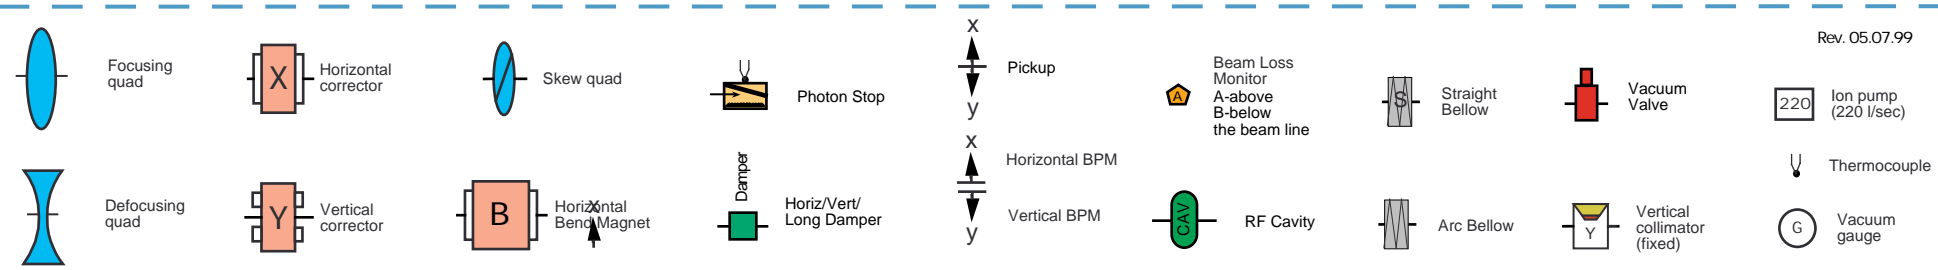 Rev. 05.07.99
Focusing
quad
X
Horizontal
corrector
Skew quad
Photon Stop
x
Pickup
y
A
Beam Loss
Monitor
A-above
B-below
the beam line
S
Straight
Bellow
Vacuum
Valve
220
Ion pump
(220 l/sec)
Thermocouple
Defocusing
quad
Y
Vertical
corrector
B
Horizontal
Bend Magnet
x
Damper
Horiz/Vert/
Long Damper
x
Horizontal BPM
Vertical BPM
y
CAV
RF Cavity
Arc Bellow
Y
Vertical
collimator
(fixed)
G
Vacuum
gauge